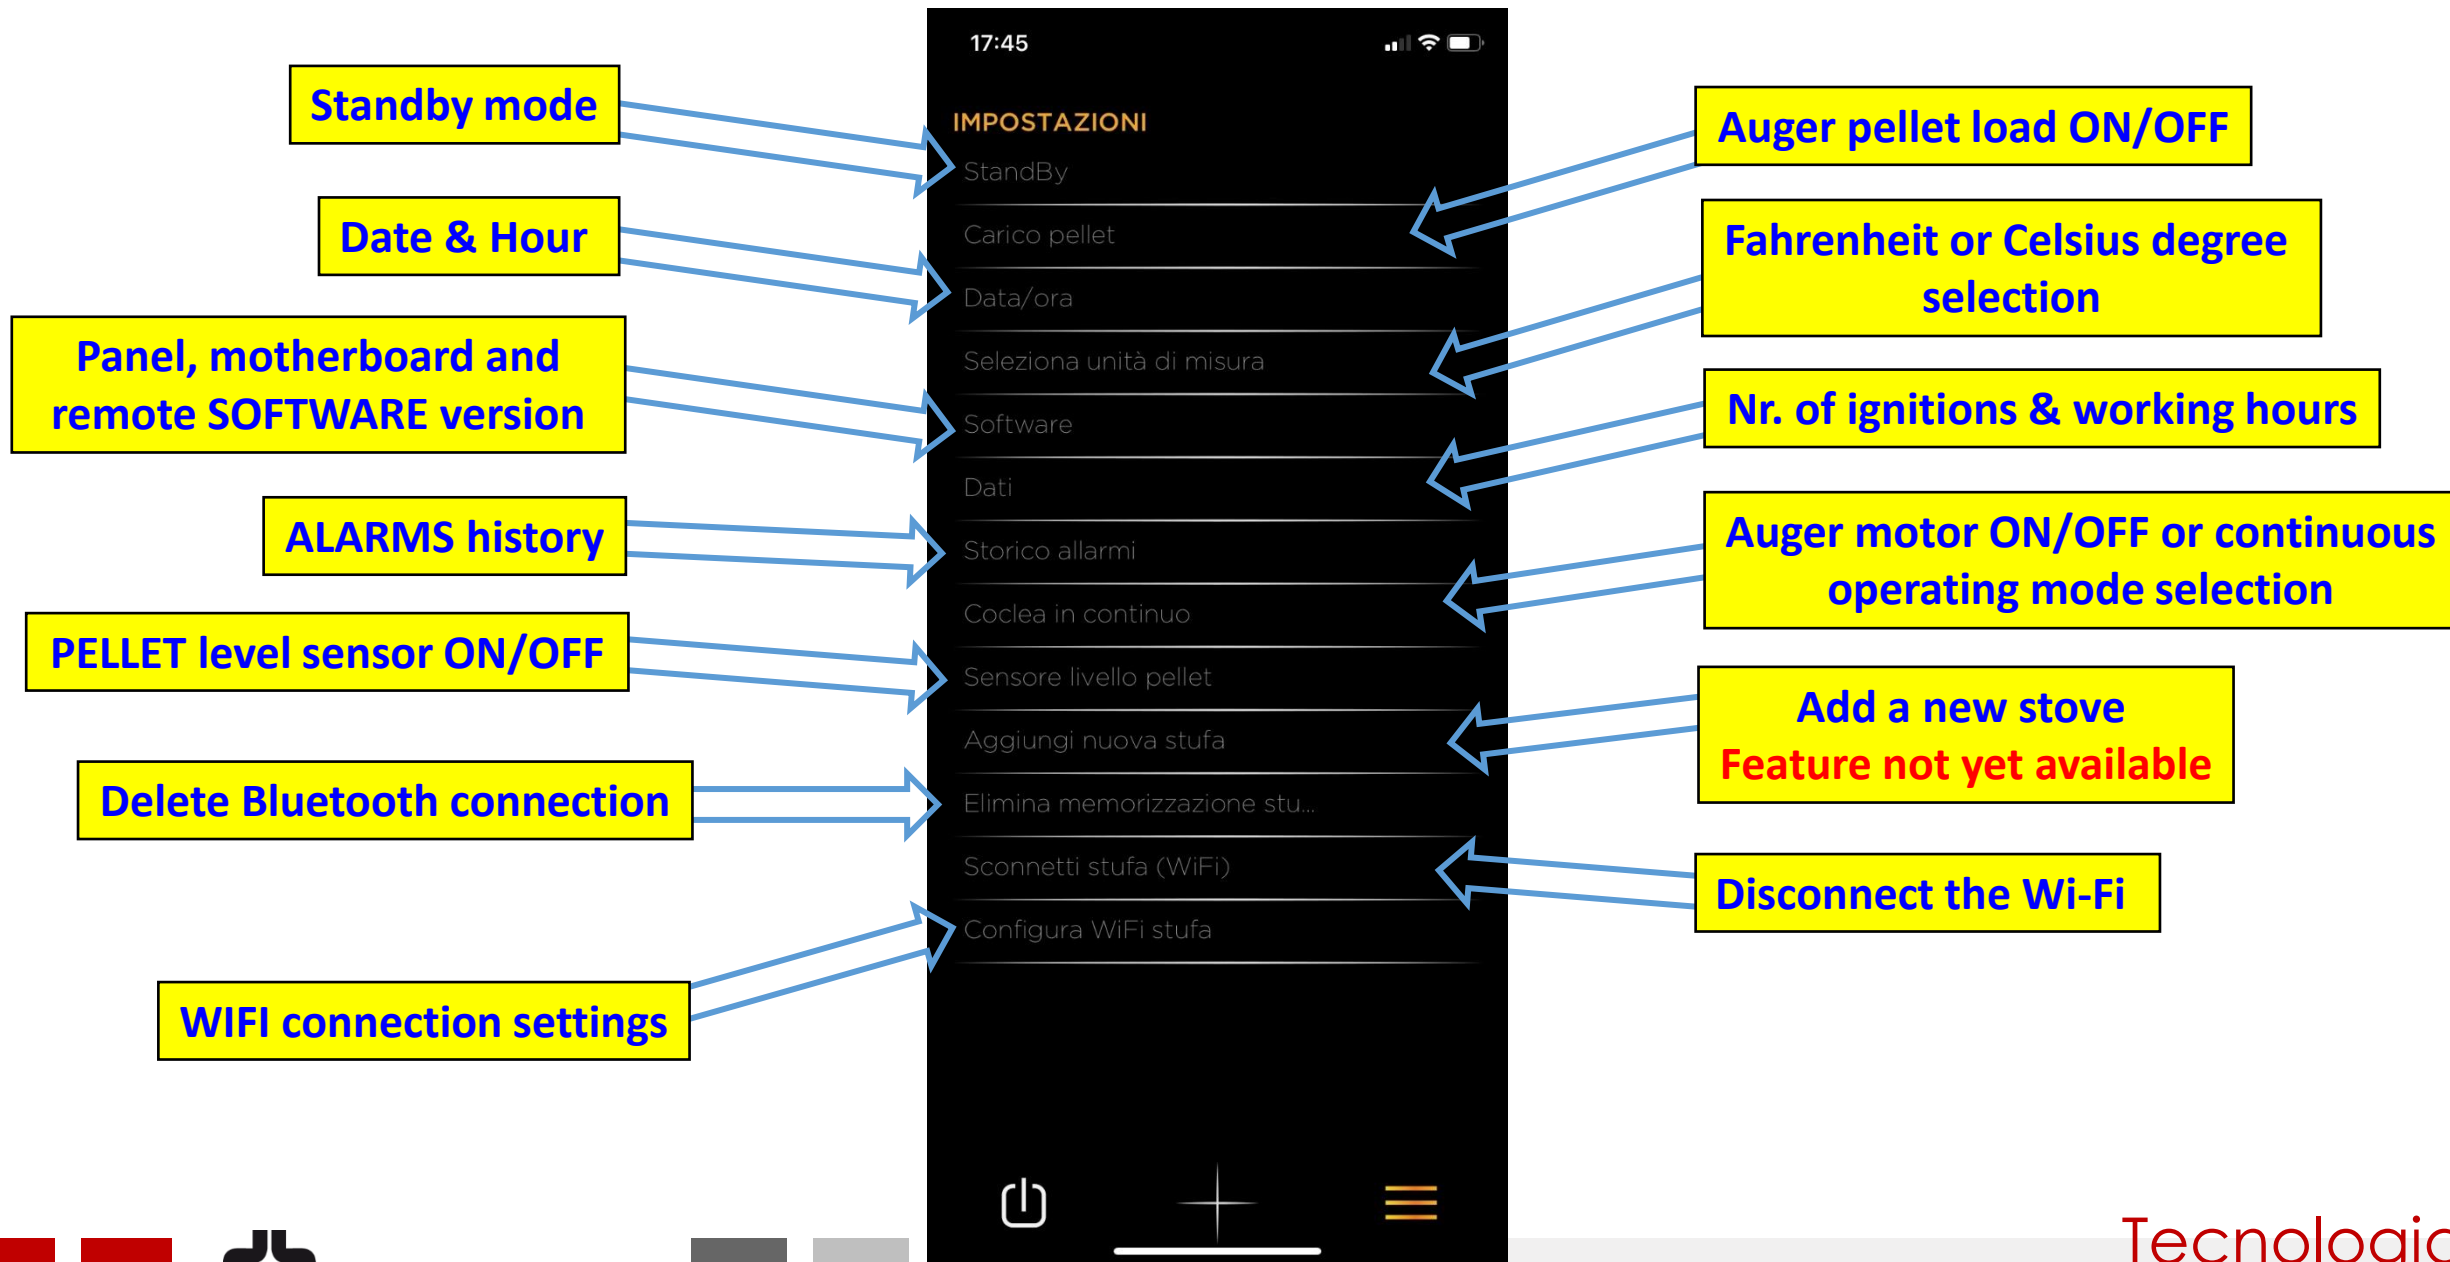 17:45
IMPOSTAZIONI
StandBy
Carico pellet
Data/ora
Seleziona unità di misura
Software
Dati
Storico allarmi
Coclea in continuo
Sensore livello pellet
Aggiungi nuova stufa
Elimina memorizzazione stu...
Sconnetti stufa (WiFi)
Configura WiFi stufa
Standby mode
Date & Hour
Panel, motherboard and
remote SOFTWARE version
ALARMS history
PELLET level sensor ON/OFF
Delete Bluetooth connection
WIFI connection settings
Auger pellet load ON/OFF
Fahrenheit or Celsius degree
selection
Nr. of ignitions & working hours
Auger motor ON/OFF or continuous
operating mode selection
Add a new stove
Feature not yet available
Disconnect the Wi-Fi
Tecnologic